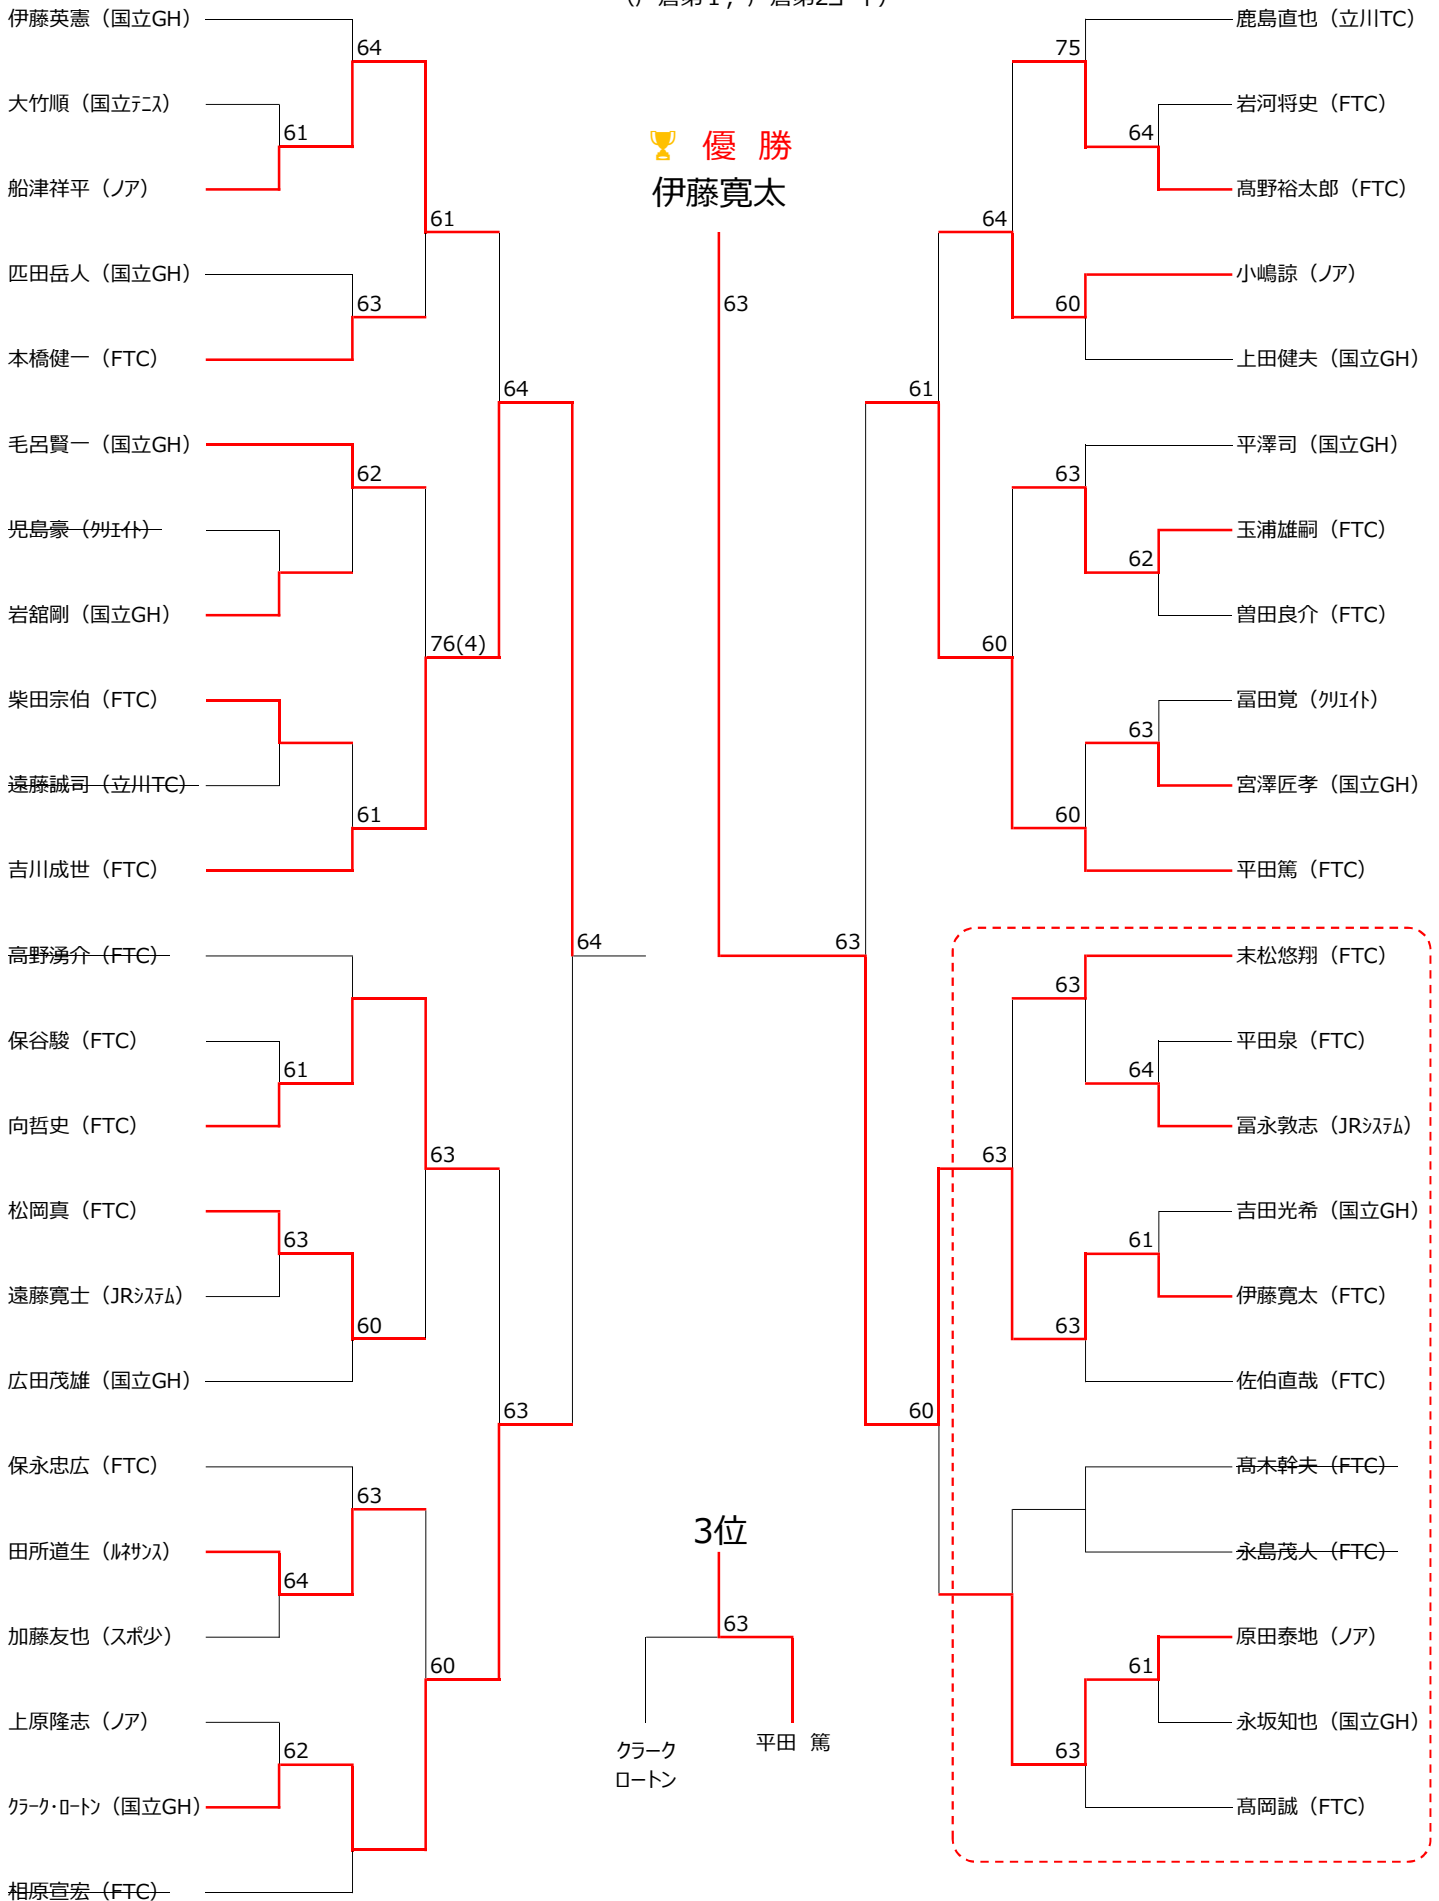 伊藤英憲（国立GH）
64
大竹順（国立ﾃﾆｽ）
61
船津祥平（ノア）
61
匹田岳人（国立GH）
63
本橋健一（FTC）
64
毛呂賢一（国立GH）
62
児島豪（ｸﾘｴｲﾄ）
岩舘剛（国立GH）
76(4)
柴田宗伯（FTC）
遠藤誠司（立川TC）
61
吉川成世（FTC）
64
高野湧介（FTC）
保谷駿（FTC）
61
向哲史（FTC）
63
松岡真（FTC）
63
遠藤寛士（JRｼｽﾃﾑ）
60
広田茂雄（国立GH）
63
保永忠広（FTC）
63
田所道生（ﾙﾈｻﾝｽ）
64
加藤友也（スポ少）
60
上原隆志（ノア）
62
ｸﾗｰｸ･ﾛｰﾄﾝ（国立GH）
相原宣宏（FTC）
優 勝
伊藤寛太
63
3位
63
クラーク
ロートン
平田 篤
鹿島直也（立川TC）
75
岩河将史（FTC）
64
髙野裕太郎（FTC）
64
小嶋諒（ノア）
60
上田健夫（国立GH）
61
平澤司（国立GH）
63
玉浦雄嗣（FTC）
62
曽田良介（FTC）
60
冨田覚（ｸﾘｴｲﾄ）
63
宮澤匠孝（国立GH）
60
平田篤（FTC）
63
末松悠翔（FTC）
63
平田泉（FTC）
64
冨永敦志（JRｼｽﾃﾑ）
63
吉田光希（国立GH）
61
伊藤寛太（FTC）
63
佐伯直哉（FTC）
60
髙木幹夫（FTC）
永島茂人（FTC）
原田泰地（ノア）
61
永坂知也（国立GH）
63
髙岡誠（FTC）